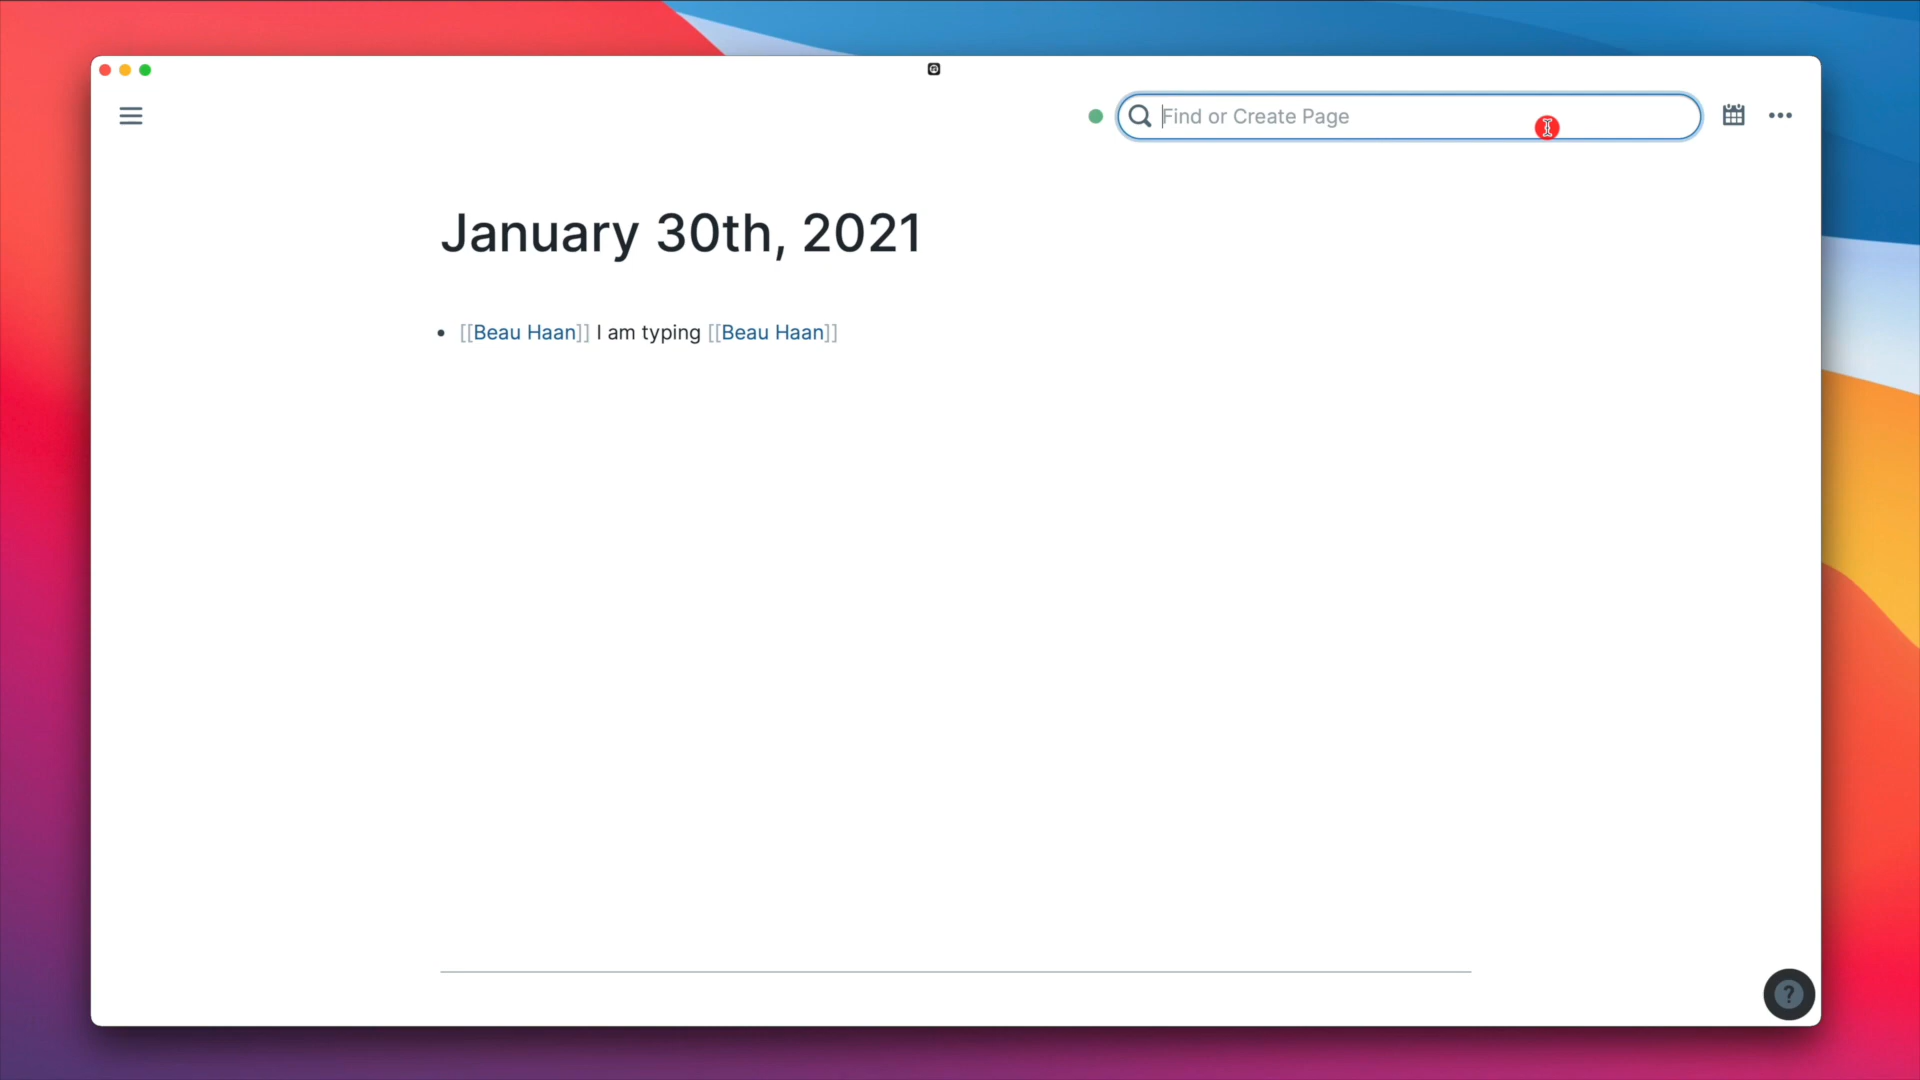 Find or Create Page
January 30th, 2021
[[Beau Haan]] I am typing [[Beau Haan]]
?